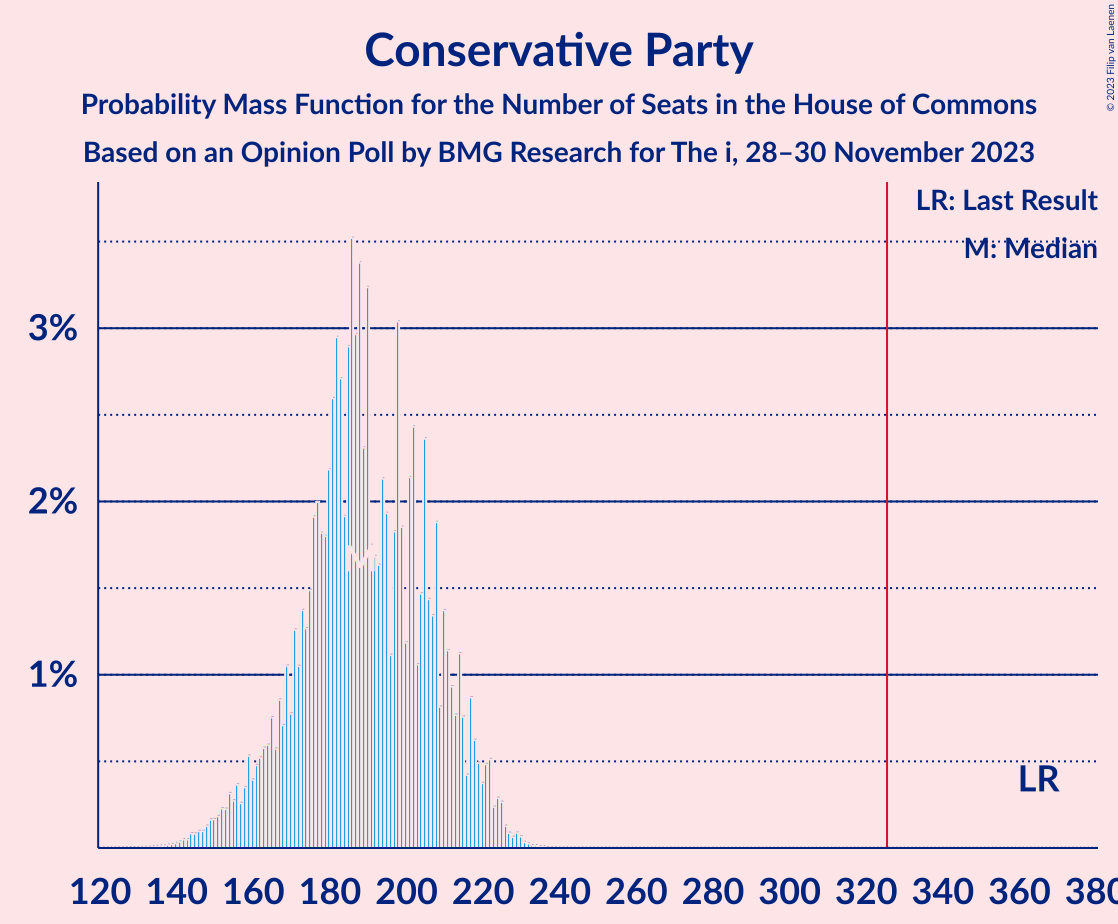 Conservative Party
Probability Mass Function for the Number of Seats in the House of Commons
Based on an Opinion Poll by BMG Research for The i, 28–30 November 2023
© 2023 Filip van Laenen
LR: Last Result
M: Median
3%
2%
1%
M
LR
120 140 160 180 200 220 240 260 280 300 320 340 360 380